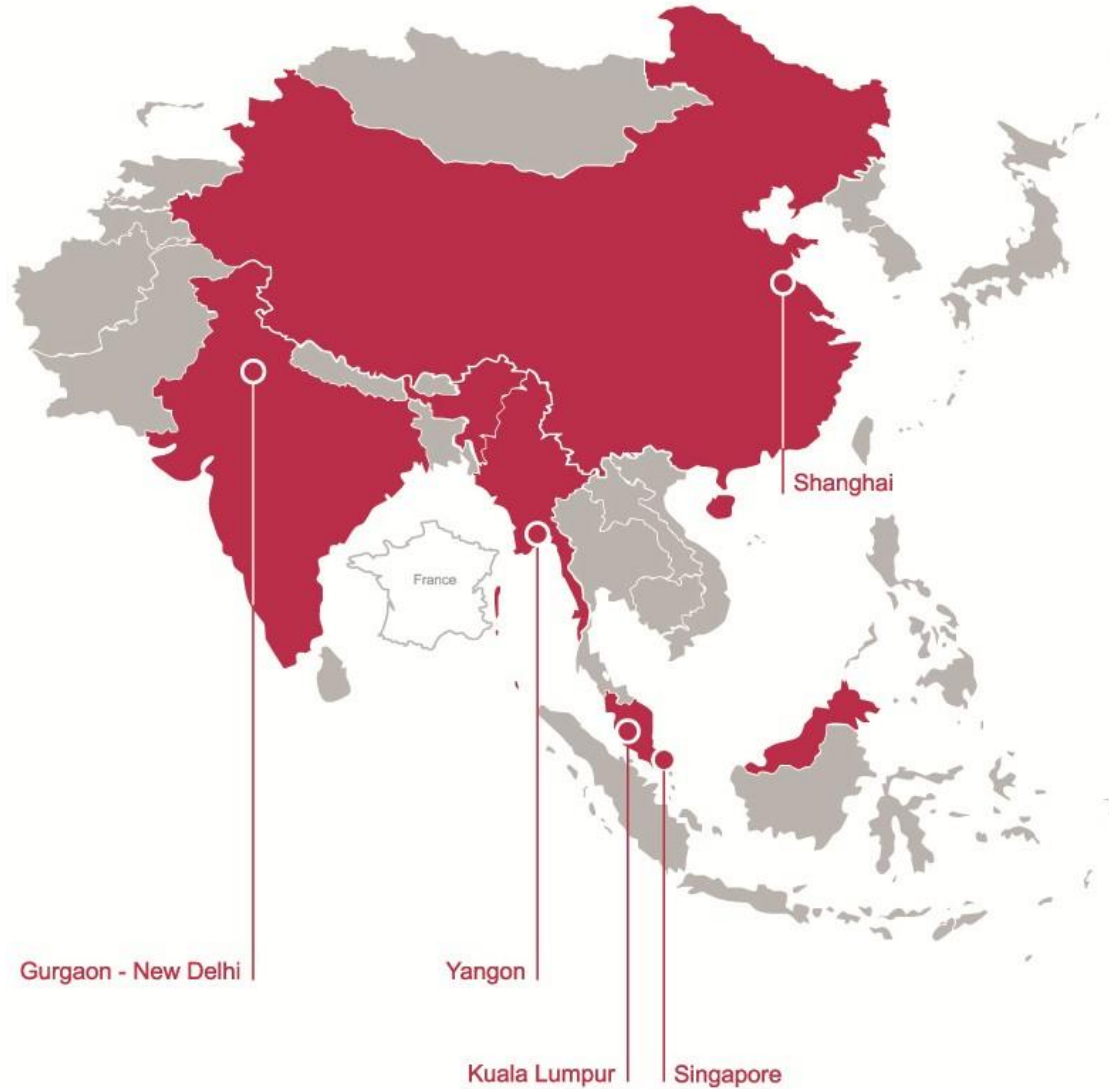 Shanghai
France
Gurgaon - New Delhi
Yangon
Kuala Lumpur
Singapore